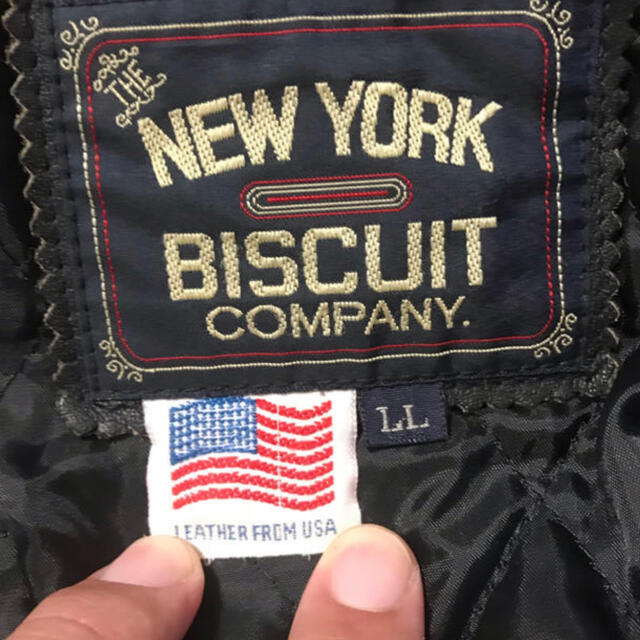 THE
NEW YORK
BISCUIT
COMPANY.
LL
LEATHER FROM USA